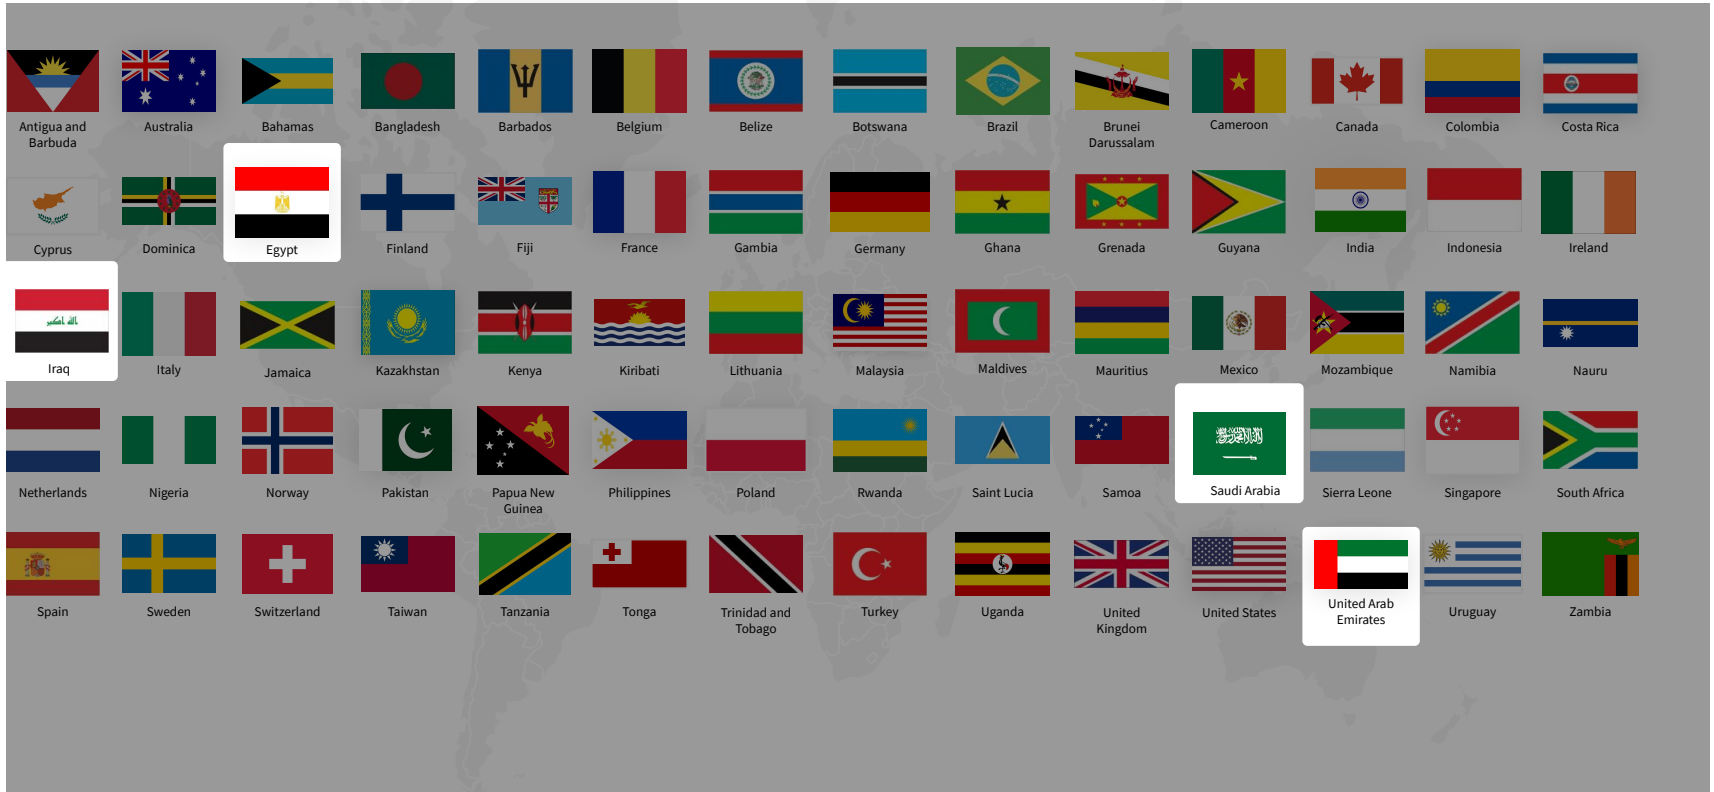 Antigua and
Barbuda
Australia
Bahamas
Bangladesh
Barbados
Belgium
Belize
Botswana
Brazil
Brunei
Darussalam
Cameroon
Canada
Colombia
Costa Rica
Cyprus
Dominica
Egypt
Finland
Fiji
France
Gambia
Germany
Ghana
Grenada
Guyana
India
Indonesia
Ireland
الله اكبر
Iraq
Italy
Jamaica
Kazakhstan
Kenya
Kiribati
Lithuania
Malaysia
Maldives
Mauritius
Mexico
Mozambique
Namibia
Nauru
Netherlands
Nigeria
Norway
Pakistan
Papua New
Guinea
Philippines
Poland
Rwanda
Saint Lucia
Samoa
Saudi Arabia
Sierra Leone
Singapore
South Africa
Spain
Sweden
Switzerland
Taiwan
Tanzania
Tonga
Trinidad and
Tobago
Turkey
Uganda
United
Kingdom
United States
United Arab
Emirates
Uruguay
Zambia